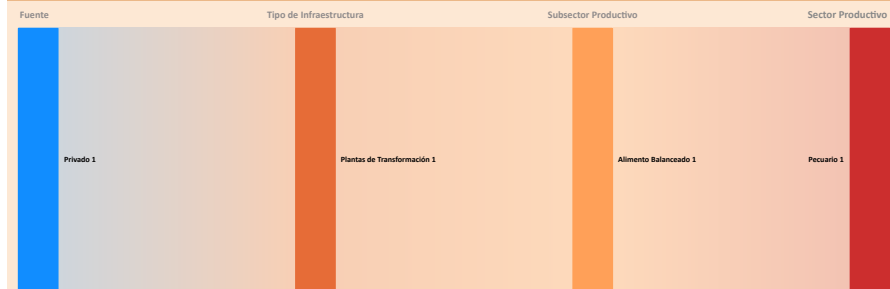 Fuente Tipo de Infraestructura Subsector Productivo Sector Productivo
Privado 1 Plantas de Transformación 1 Alimento Balanceado 1 Pecuario 1